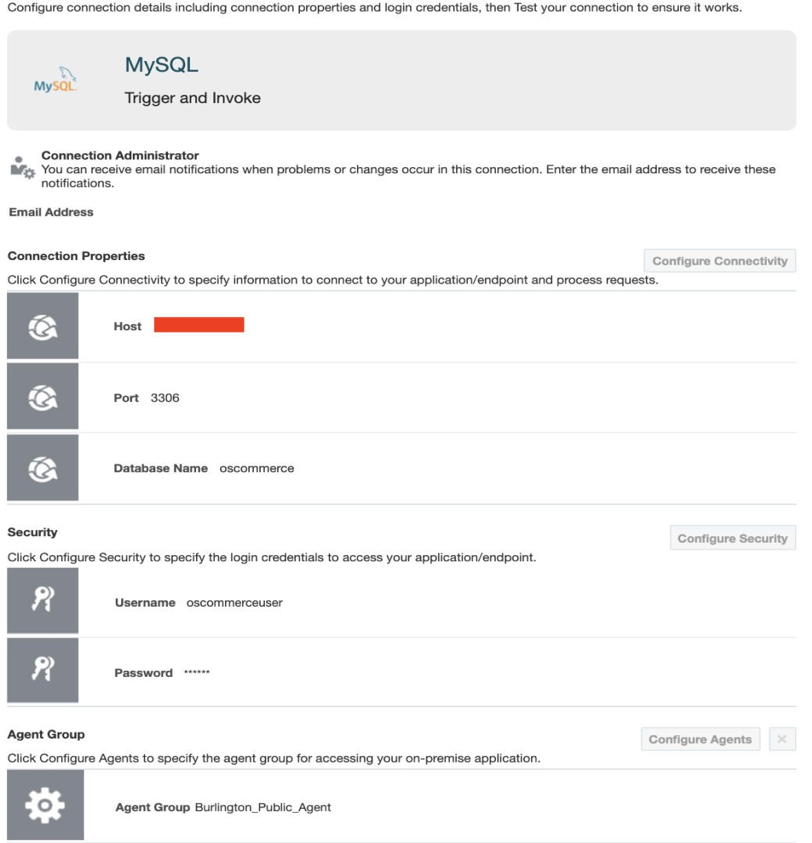 Configure connection details including connection properties and login credentials, then Test your connection to ensure it works.
MySQL
MySQL
Trigger and Invoke
Connection Administrator
You can receive email notifications when problems or changes occur in this connection. Enter the email address to receive these
notifications.
Email Address
Connection Properties
Configure Connectivity
Click Configure Connectivity to specify information to connect to your application/endpoint and process requests.
Host
Port 3306
Database Name oscommerce
Security
Configure Security
Click Configure Security to specify the login credentials to access your application/endpoint.
Username oscommerceuser
Password ******
Agent Group
Configure Agents
Click Configure Agents to specify the agent group for accessing your on-premise application.
Agent Group Burlington_Public_Agent